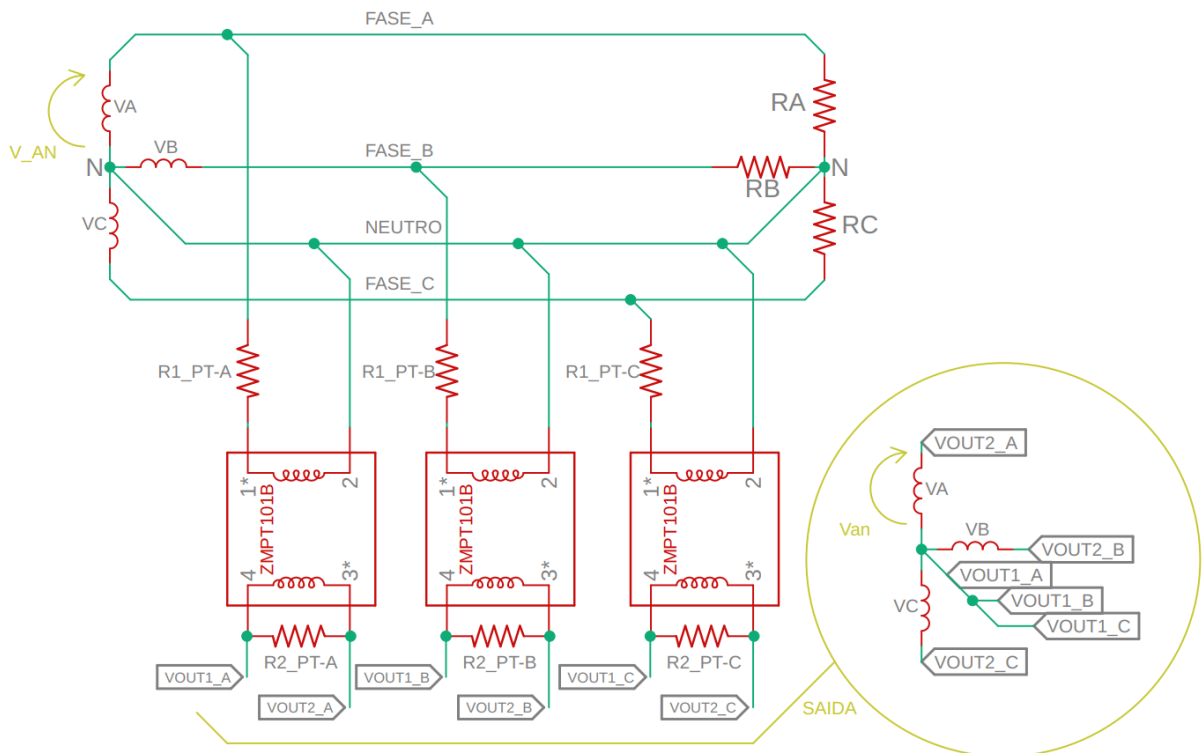 FASE_A
VA
V_AN
RA
VB
FASE_B
N
N
RB
VC
NEUTRO
RC
FASE_C
R1_PT-A
R1_PT-B
R1_PT-C
1*
2
ZMPT101B
4
3*
1*
2
ZMPT101B
4
3*
1*
2
ZMPT101B
4
3*
R2_PT-A
R2_PT-B
R2_PT-C
VOUT1_A
VOUT1_B
VOUT1_C
VOUT2_A
VOUT2_B
VOUT2_C
SAIDA
VOUT2_A
VA
Van
VB
VOUT2_B
VOUT1_A
VC
VOUT1_B
VOUT1_C
VOUT2_C